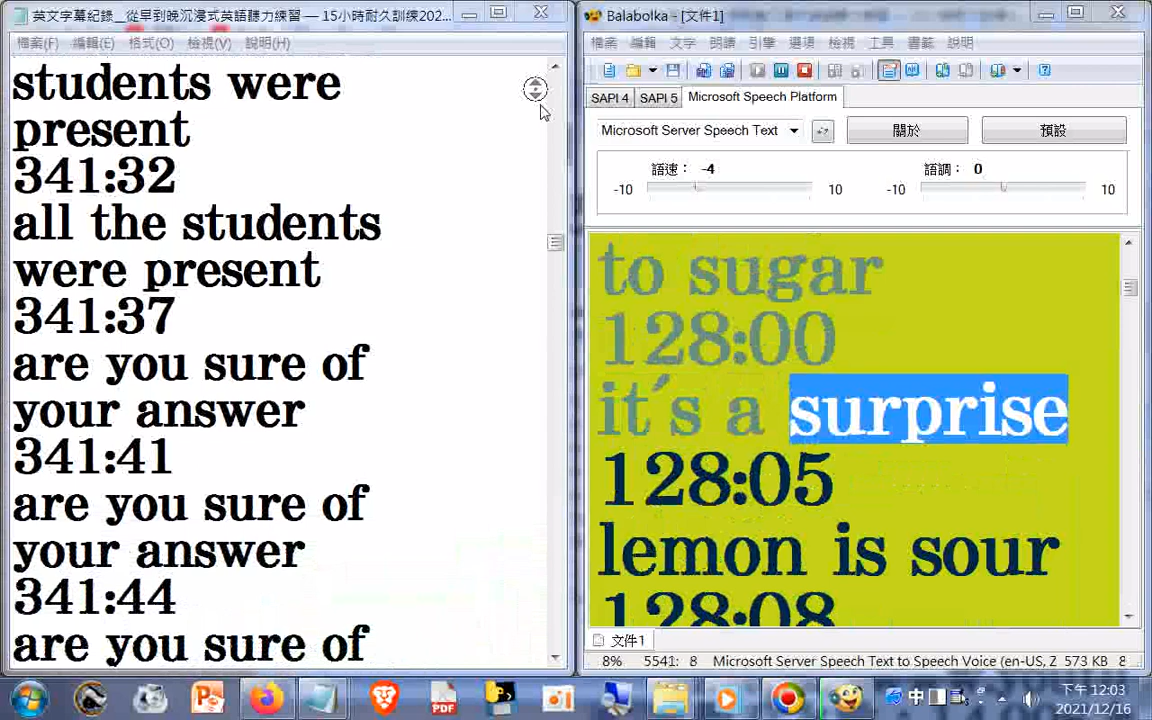 英文字幕紀錄__從早到晚沉浸式英語聽力練習 — 15小時耐久訓練202...
檔案(F) 編輯(E) 格式(O) 檢視(V) 說明(H)
students were
present
341:32
all the students
were present
341:37
are you sure of
your answer
341:41
are you sure of
your answer
341:44
are you sure of
Balabolka - [文件1]
檔案 編輯 文字 朗讀 引擎 選項 檢視 工具 書籤 說明
SAPI 4 SAPI 5 Microsoft Speech Platform
Microsoft Server Speech Text 關於 預設
語速： -4 語調： 0
-10 10 -10 10
to sugar
128:00
it´s a surprise
128:05
lemon is sour
128:08
文件1
8% 5541: 8 Microsoft Server Speech Text to Speech Voice (en-US, Z 573 KB 8
PDF 中 下午 12:03
2021/12/16